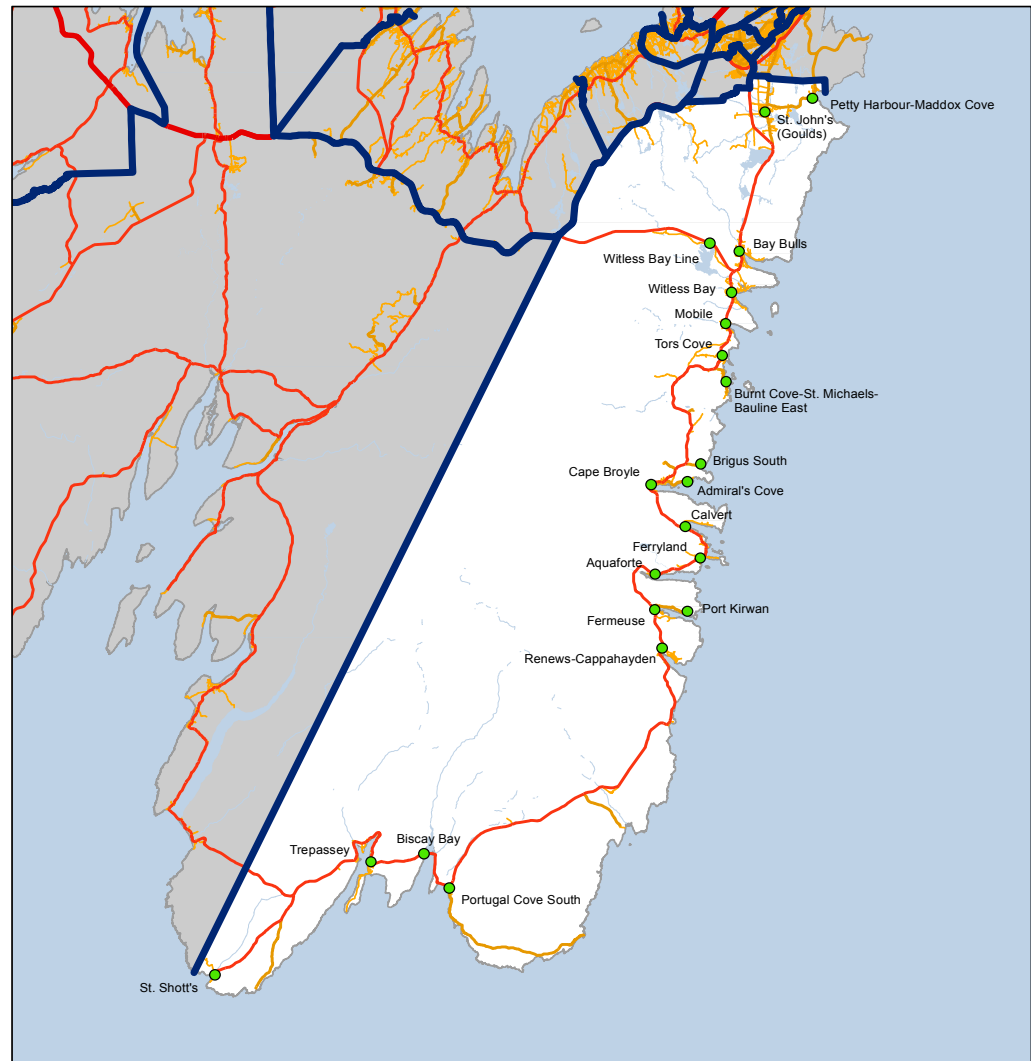 Petty Harbour-Maddox Cove
St. John's
(Goulds)
Bay Bulls
Witless Bay Line
Witless Bay
Mobile
Tors Cove
Burnt Cove-St. Michaels-
Bauline East
Brigus South
Cape Broyle
Admiral's Cove
Calvert
Ferryland
Aquaforte
Port Kirwan
Fermeuse
Renews-Cappahayden
Biscay Bay
Trepassey
Portugal Cove South
St. Shott's